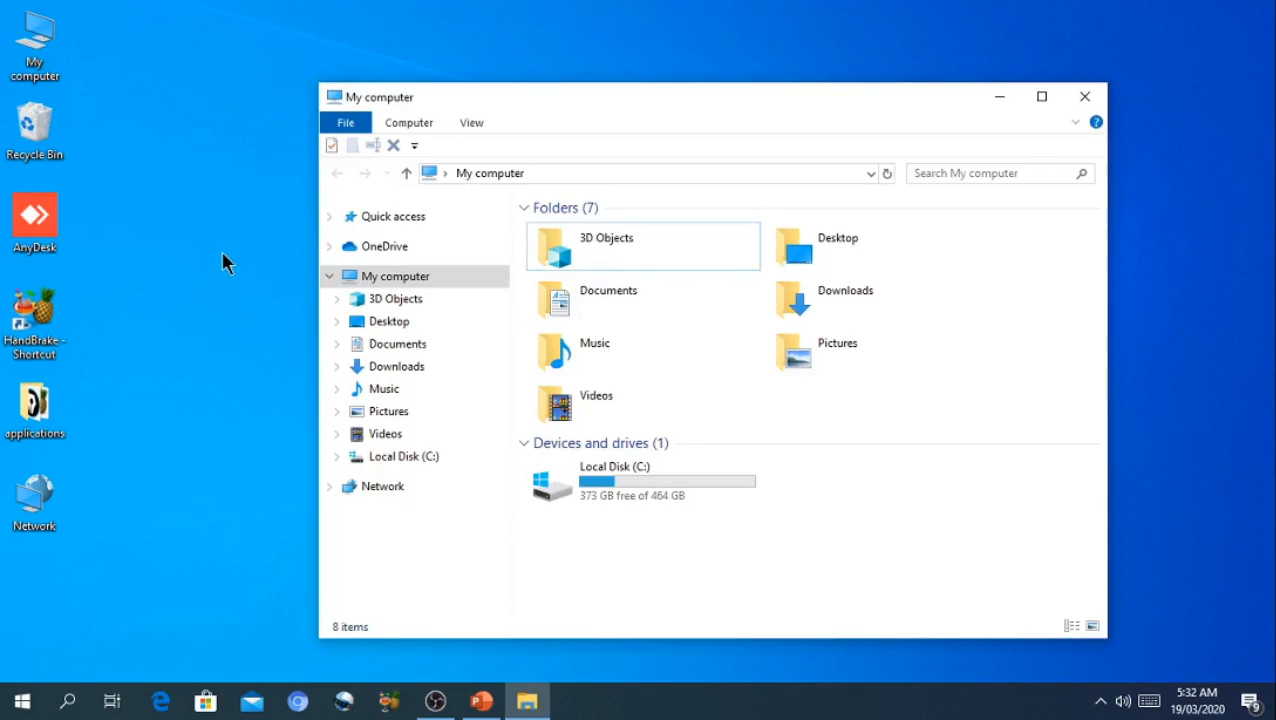 My
computer
Recycle Bin
AnyDesk
HandBrake -
Shortcut
applications
Network
My computer
File
Computer
View
My computer
Search My computer
Quick access
OneDrive
My computer
3D Objects
Desktop
Documents
Downloads
Music
Pictures
Videos
Local Disk (C:)
Network
Folders (7)
3D Objects
Desktop
Documents
Downloads
Music
Pictures
Videos
Devices and drives (1)
Local Disk (C:)
373 GB free of 464 GB
8 items
5:32 AM
19/03/2020
9